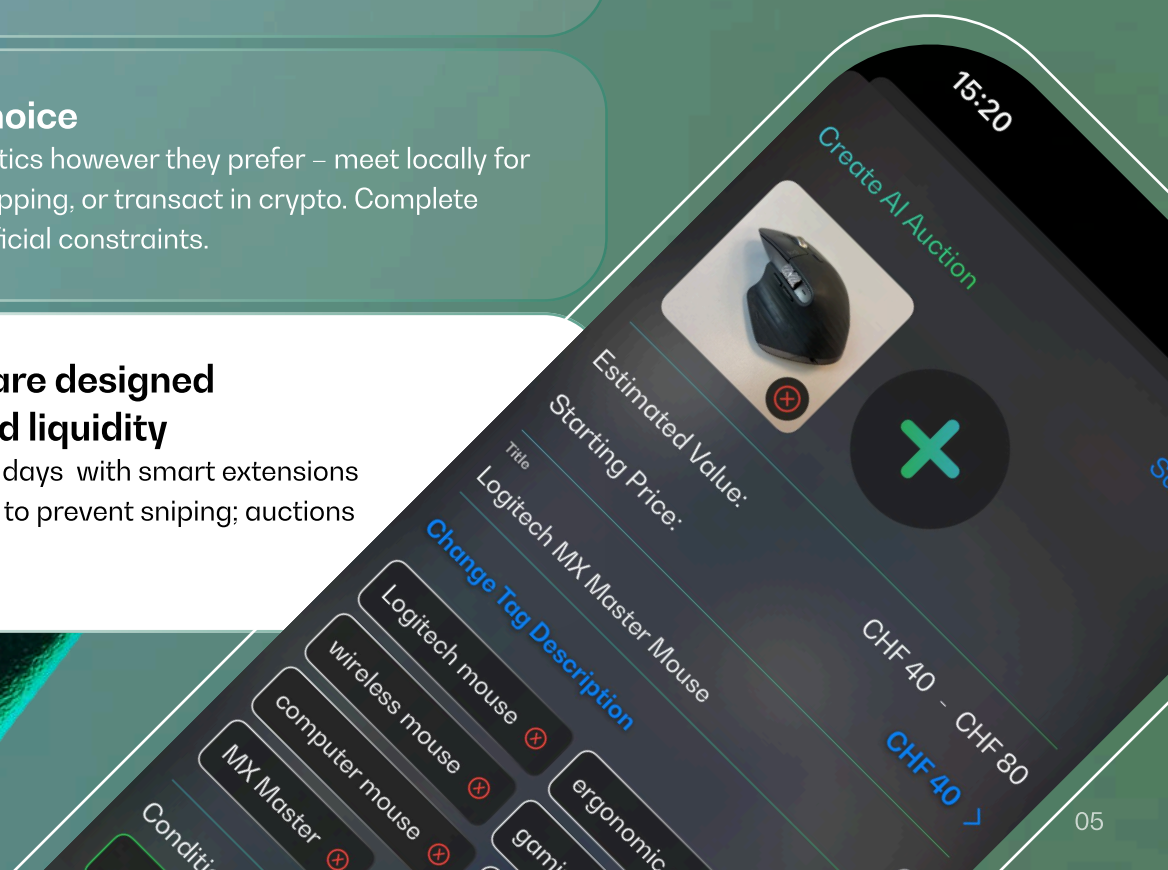 hoice
tics however they prefer – meet locally for
pping, or transact in crypto. Complete
ficial constraints.
are designed
d liquidity
days with smart extensions
to prevent sniping; auctions
15:20
Create AI Auction
Estimated Value:
CHF 40 - CHF 80
Starting Price:
CHF 40
Title
Logitech MX Master Mouse
Change Tag Description
Logitech mouse
ergonomic
wireless mouse
gami
computer mouse
MX Master
Conditi
05